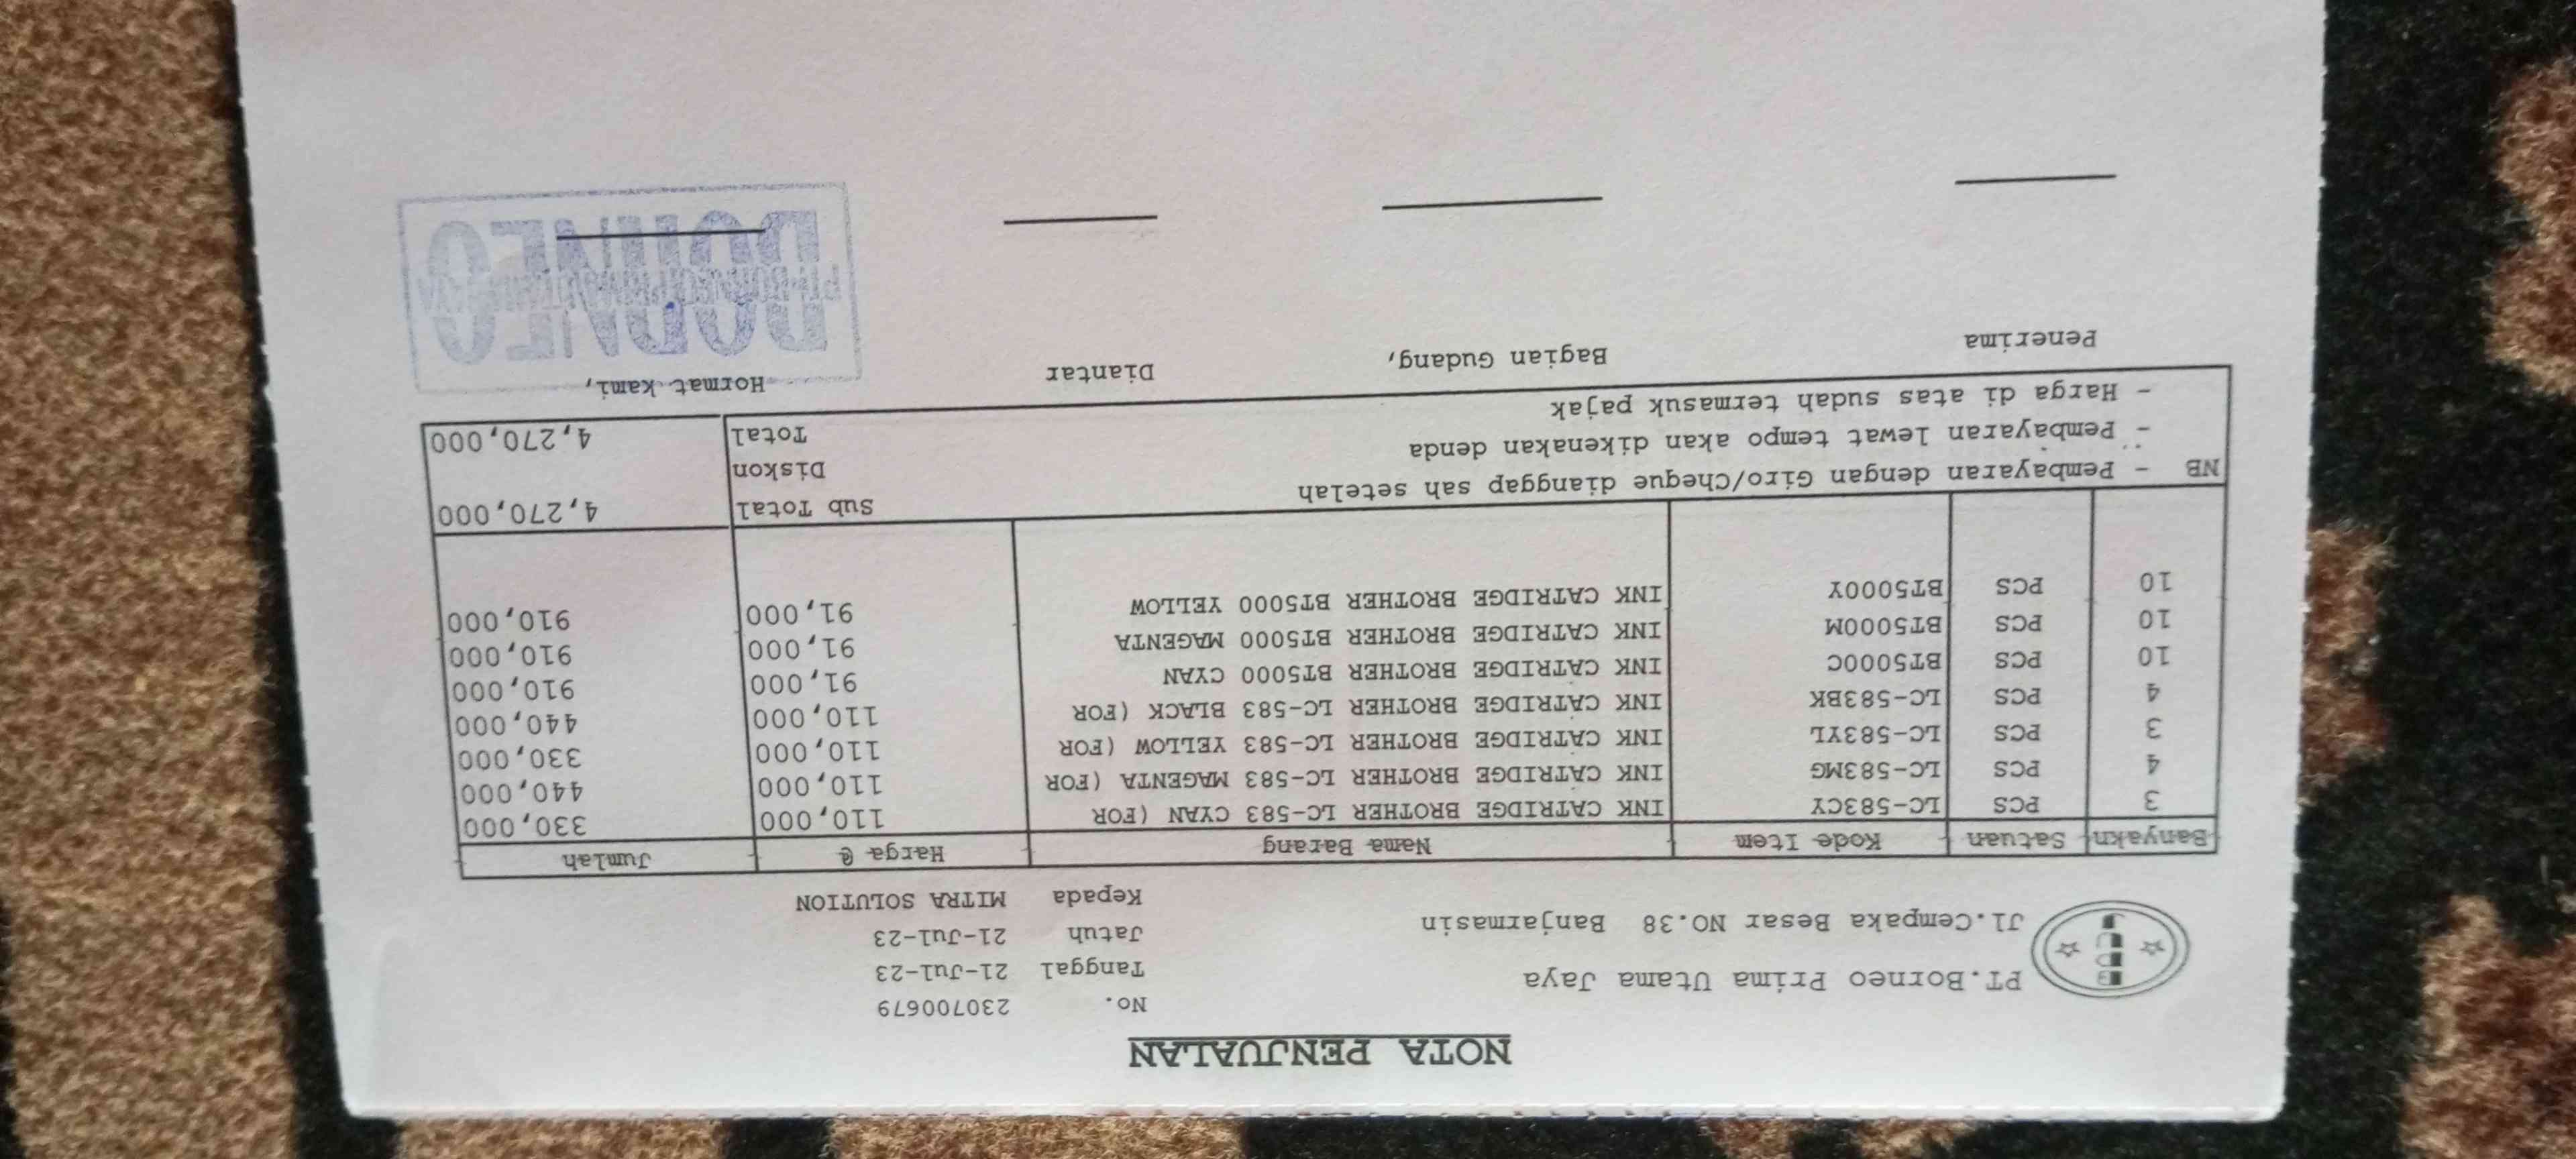 NOTA PENJUALAN
PT.Borneo Prima Utama Jaya
Jl.Cempaka Besar NO.38 Banjarmasin
No. 230700679
Tanggal 21-Jul-23
Jatuh 21-Jul-23
Kepada MITRA SOLUTION
Banyakn Satuan Kode Item Nama Barang Harga @ Jumlah
3 PCS LC-583CY INK CATRIDGE BROTHER LC-583 CYAN (FOR 110,000 330,000
4 PCS LC-583MG INK CATRIDGE BROTHER LC-583 MAGENTA (FOR 110,000 440,000
3 PCS LC-583YL INK CATRIDGE BROTHER LC-583 YELLOW (FOR 110,000 330,000
4 PCS LC-583BK INK CATRIDGE BROTHER LC-583 BLACK (FOR 110,000 440,000
10 PCS BT5000C INK CATRIDGE BROTHER BT5000 CYAN 91,000 910,000
10 PCS BT5000M INK CATRIDGE BROTHER BT5000 MAGENTA 91,000 910,000
10 PCS BT5000Y INK CATRIDGE BROTHER BT5000 YELLOW 91,000 910,000
NB - Pembayaran dengan Giro/Cheque dianggap sah setelah
- Pembayaran lewat tempo akan dikenakan denda
- Harga di atas sudah termasuk pajak
Sub Total 4,270,000
Diskon
Total 4,270,000
Penerima Bagian Gudang, Diantar Hormat kami,
BORNEO